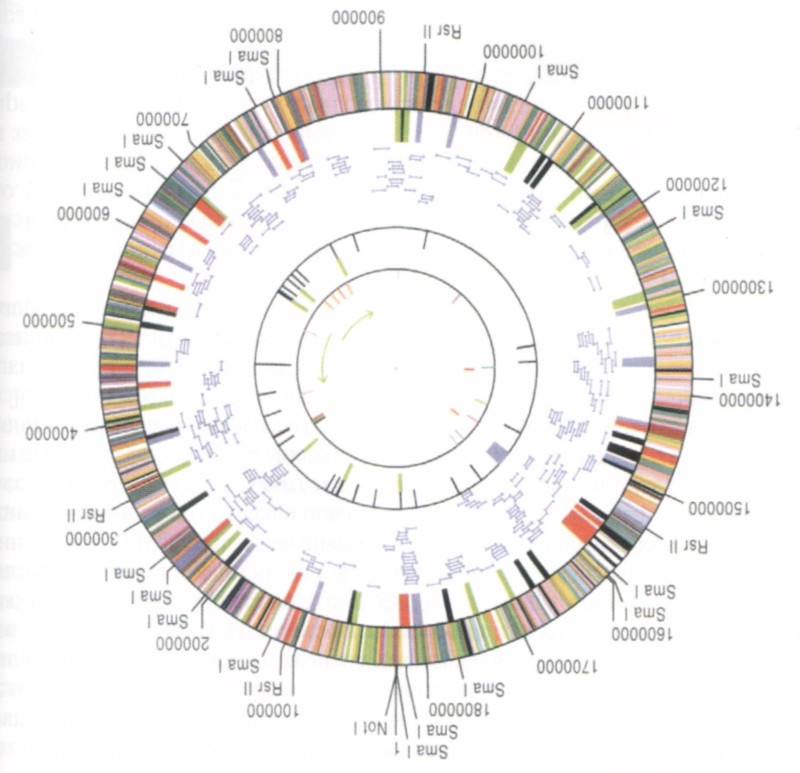 1
Not I
100000
Rsr II
Sma I
200000
Sma I
Sma I
Sma I
300000
Rsr II
400000
500000
600000
Sma I
Sma I
Sma I
700000
Sma I
Sma I
800000
900000
Rsr II
1000000
Sma I
1100000
1200000
Sma I
1300000
Sma I
1400000
1500000
Rsr II
Sma I
Sma I
1600000
1700000
Sma I
1800000
Sma I
Sma I